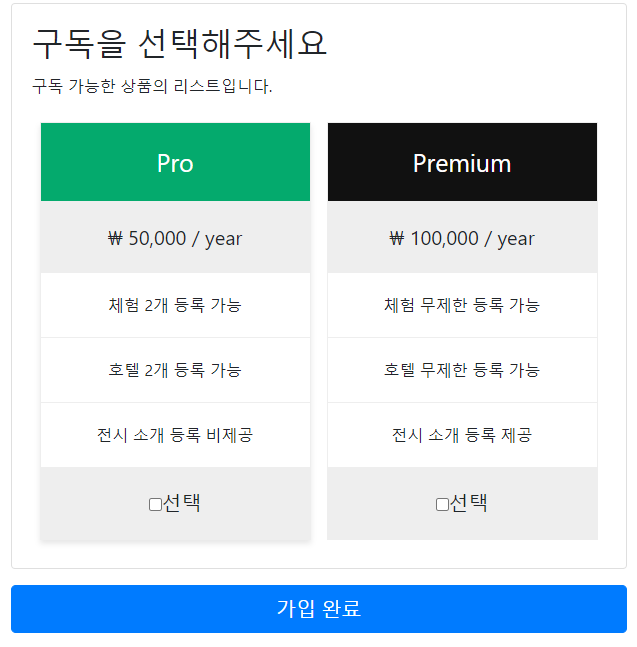 구독을 선택해주세요
구독 가능한 상품의 리스트입니다.
Pro
₩ 50,000 / year
체험 2개 등록 가능
호텔 2개 등록 가능
전시 소개 등록 비제공
선택
Premium
₩ 100,000 / year
체험 무제한 등록 가능
호텔 무제한 등록 가능
전시 소개 등록 제공
선택
가입 완료